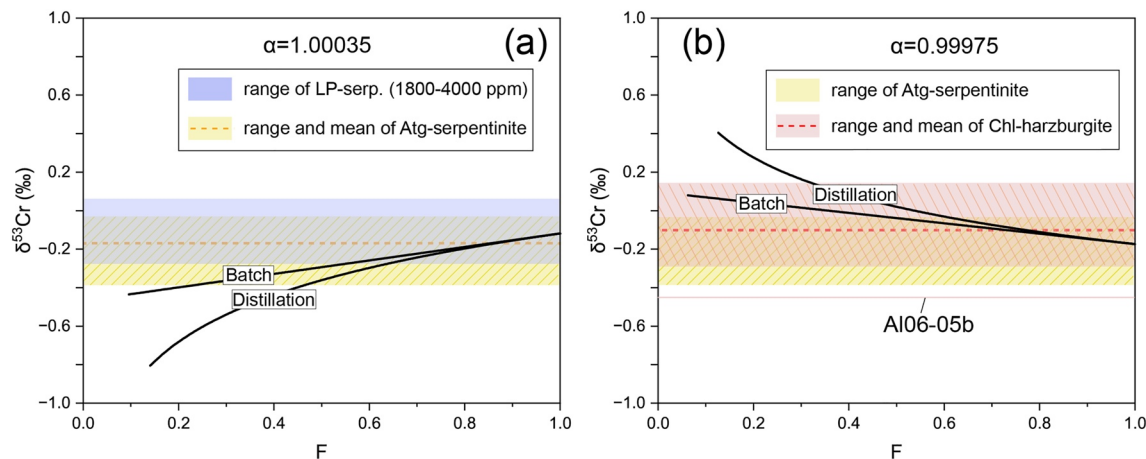 (a)
α=1.00035
range of LP-serp. (1800-4000 ppm)
range and mean of Atg-serpentinite
Batch
Distillation
δ⁵³Cr (‰)
1.0
0.6
0.2
−0.2
−0.6
−1.0
0.0
0.2
0.4
0.6
0.8
1.0
F
(b)
α=0.99975
range of Atg-serpentinite
range and mean of Chl-harzburgite
Distillation
Batch
Al06-05b
δ⁵³Cr (‰)
1.0
0.6
0.2
−0.2
−0.6
−1.0
0.0
0.2
0.4
0.6
0.8
1.0
F